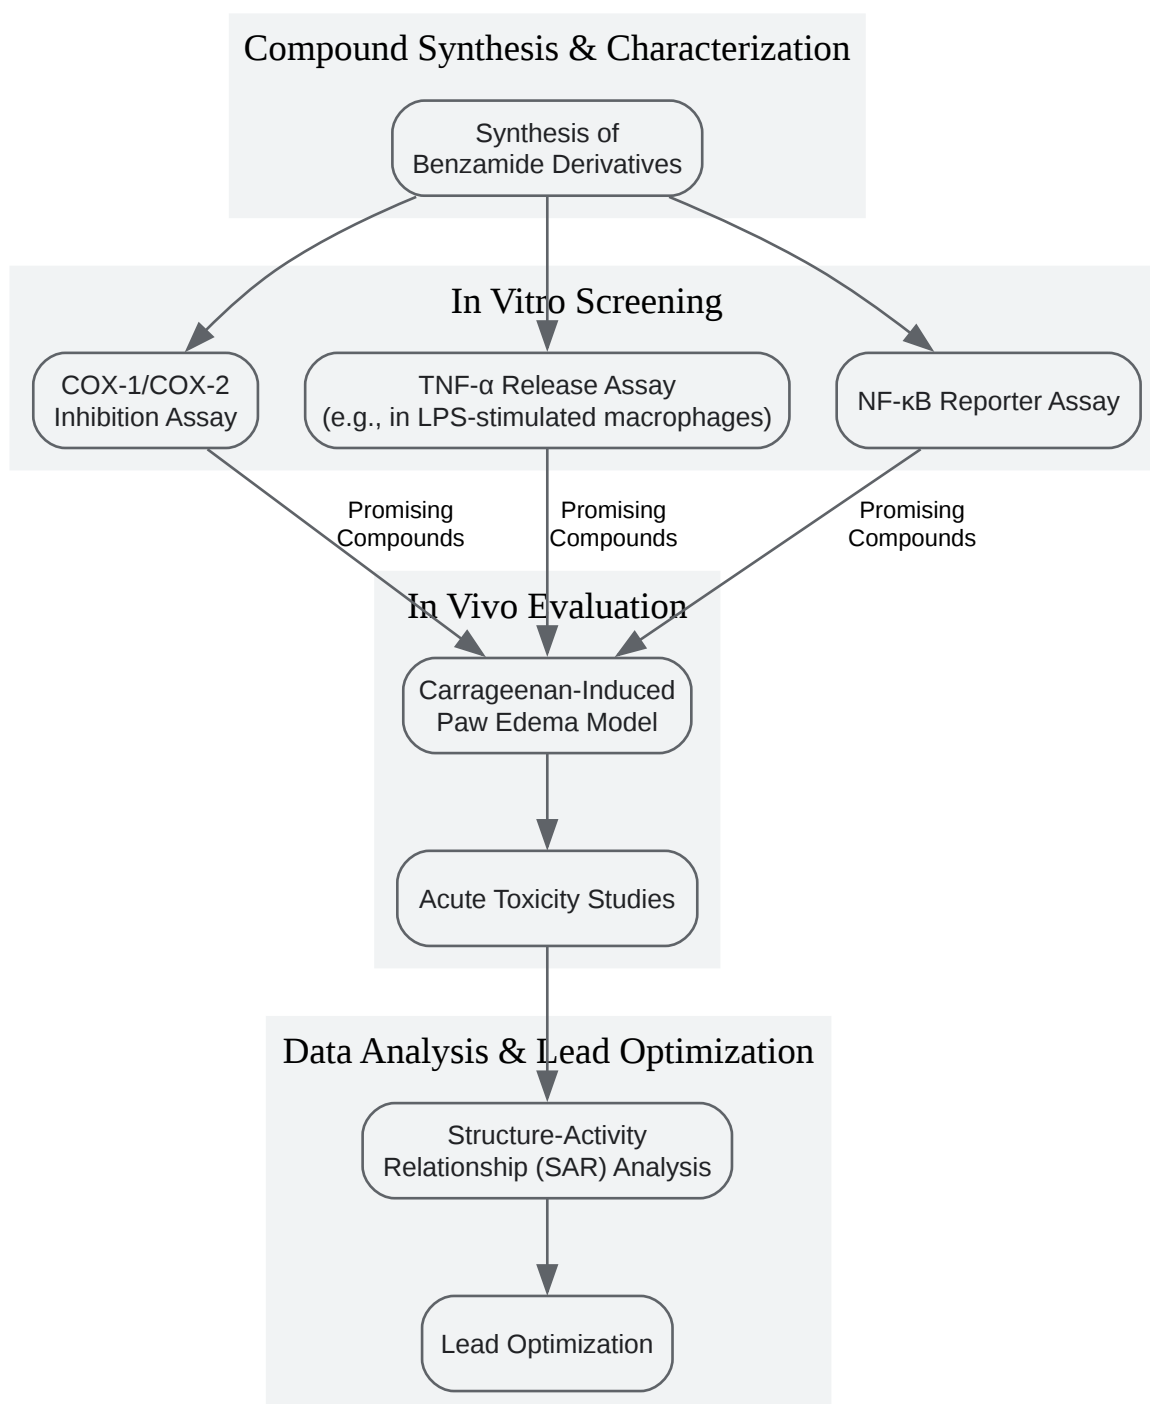 Compound Synthesis & Characterization
Synthesis of
Benzamide Derivatives
In Vitro Screening
COX-1/COX-2
Inhibition Assay
TNF-α Release Assay
(e.g., in LPS-stimulated macrophages)
NF-κB Reporter Assay
Promising
Compounds
Promising
Compounds
Promising
Compounds
In Vivo Evaluation
Carrageenan-Induced
Paw Edema Model
Acute Toxicity Studies
Data Analysis & Lead Optimization
Structure-Activity
Relationship (SAR) Analysis
Lead Optimization